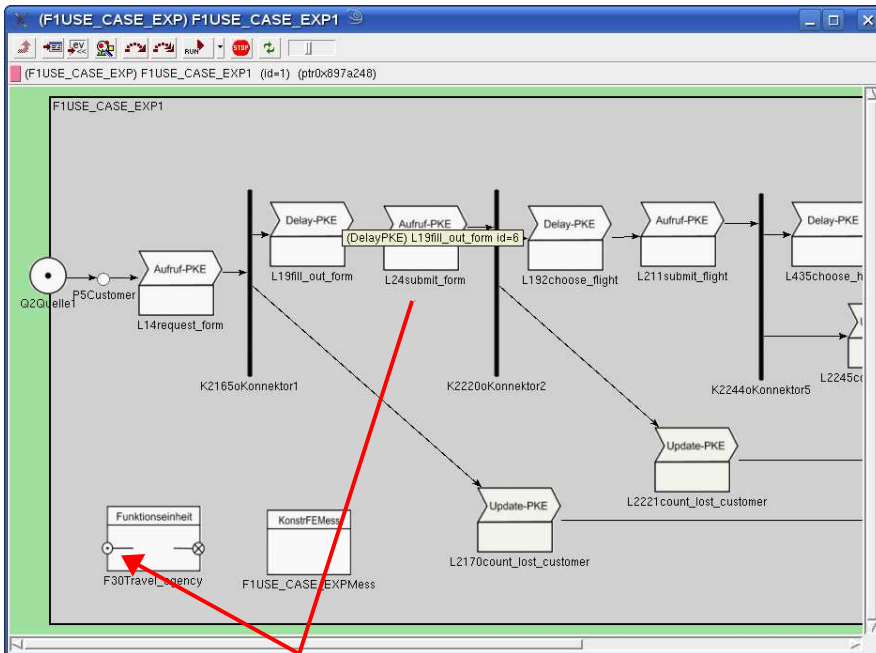 (F1USE_CASE_EXP) F1USE_CASE_EXP1
ev
RUN
STOP
(F1USE_CASE_EXP) F1USE_CASE_EXP1 (id=1) (ptr0x897a248)
F1USE_CASE_EXP1
Delay-PKE
Aufruf-PKE
Delay-PKE
Aufruf-PKE
Delay-PKE
(DelayPKE) L19fill_out_form id=6
Aufruf-PKE
L19fill_out_form
L24submit_form
L192choose_flight
L211submit_flight
L435choose_h
Q2Quelle1
P5Customer
L14request_form
K2165oKonnektor1
K2220oKonnektor2
K2244oKonnektor5
L2245co
Update-PKE
L2221count_lost_customer
Update-PKE
L2170count_lost_customer
Funktionseinheit
F30Travel_agency
KonstrFEMess
F1USE_CASE_EXPMess